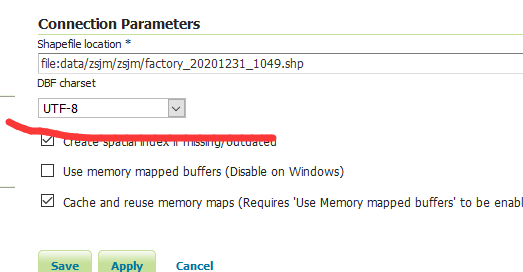 Connection Parameters
Shapefile location *
file:data/zsjm/zsjm/factory_20201231_1049.shp
DBF charset
UTF-8
Create spatial index if missing/outdated
Use memory mapped buffers (Disable on Windows)
Cache and reuse memory maps (Requires 'Use Memory mapped buffers' to be enabl
Save Apply Cancel